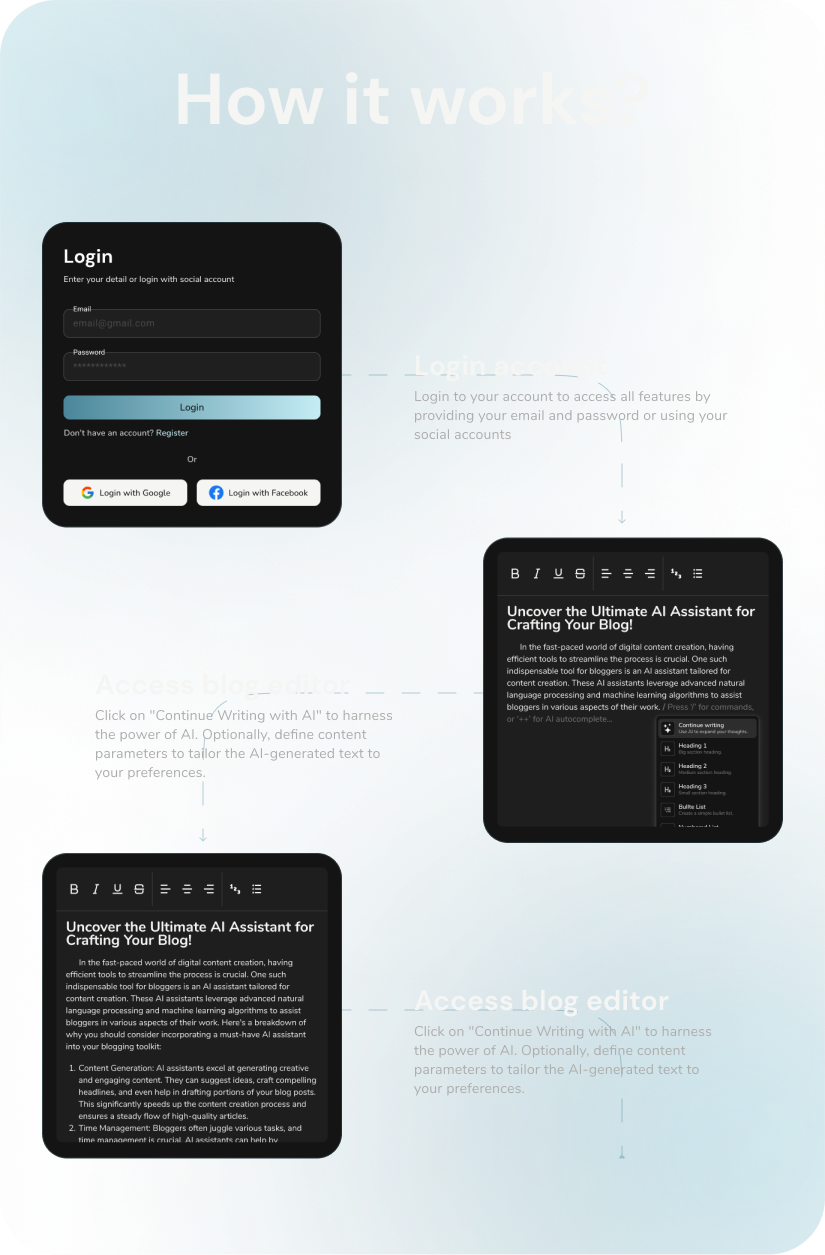 How it works?
Login
Enter your detail or login with social account
Email
email@gmail.com
Password
************
Login
Don't have an account? Register
Or
Login with Google
Login with Facebook
Login account
Login to your account to access all features by
providing your email and password or using your
social accounts
B I U S
Uncover the Ultimate AI Assistant for
Crafting Your Blog!
In the fast-paced world of digital content creation, having
efficient tools to streamline the process is crucial. One such
indispensable tool for bloggers is an AI assistant tailored for
content creation. These AI assistants leverage advanced natural
language processing and machine learning algorithms to assist
bloggers in various aspects of their work. / Press '/' for commands,
or '++' for AI autocomplete...
Continue writing
Use AI to expand your thoughts.
H1 Heading 1
Big section heading.
H2 Heading 2
Medium section heading.
H3 Heading 3
Small section heading.
Bullte List
Create a simple bullet list.
Numbered List
Access blog editor
Click on "Continue Writing with AI" to harness
the power of AI. Optionally, define content
parameters to tailor the AI-generated text to
your preferences.
B I U S
Uncover the Ultimate AI Assistant for
Crafting Your Blog!
In the fast-paced world of digital content creation, having
efficient tools to streamline the process is crucial. One such
indispensable tool for bloggers is an AI assistant tailored for
content creation. These AI assistants leverage advanced natural
language processing and machine learning algorithms to assist
bloggers in various aspects of their work. Here's a breakdown of
why you should consider incorporating a must-have AI assistant
into your blogging toolkit:
1. Content Generation: AI assistants excel at generating creative
and engaging content. They can suggest ideas, craft compelling
headlines, and even help in drafting portions of your blog posts.
This significantly speeds up the content creation process and
ensures a steady flow of high-quality articles.
2. Time Management: Bloggers often juggle various tasks, and
time management is crucial. AI assistants can help by
Access blog editor
Click on "Continue Writing with AI" to harness
the power of AI. Optionally, define content
parameters to tailor the AI-generated text to
your preferences.